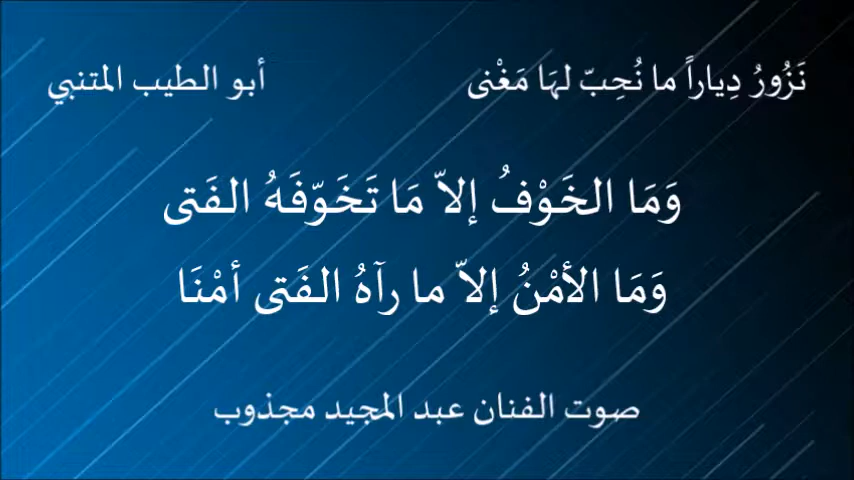 نَزُورُ دِياراً ما نُحِبّ لهَا مَغْنى
أبو الطيب المتنبي
وَمَا الخَوْفُ إلاّ مَا تَخَوّفَهُ الفَتى
وَمَا الأمْنُ إلاّ ما رآهُ الفَتى أمْنَا
صوت الفنان عبد المجيد مجذوب